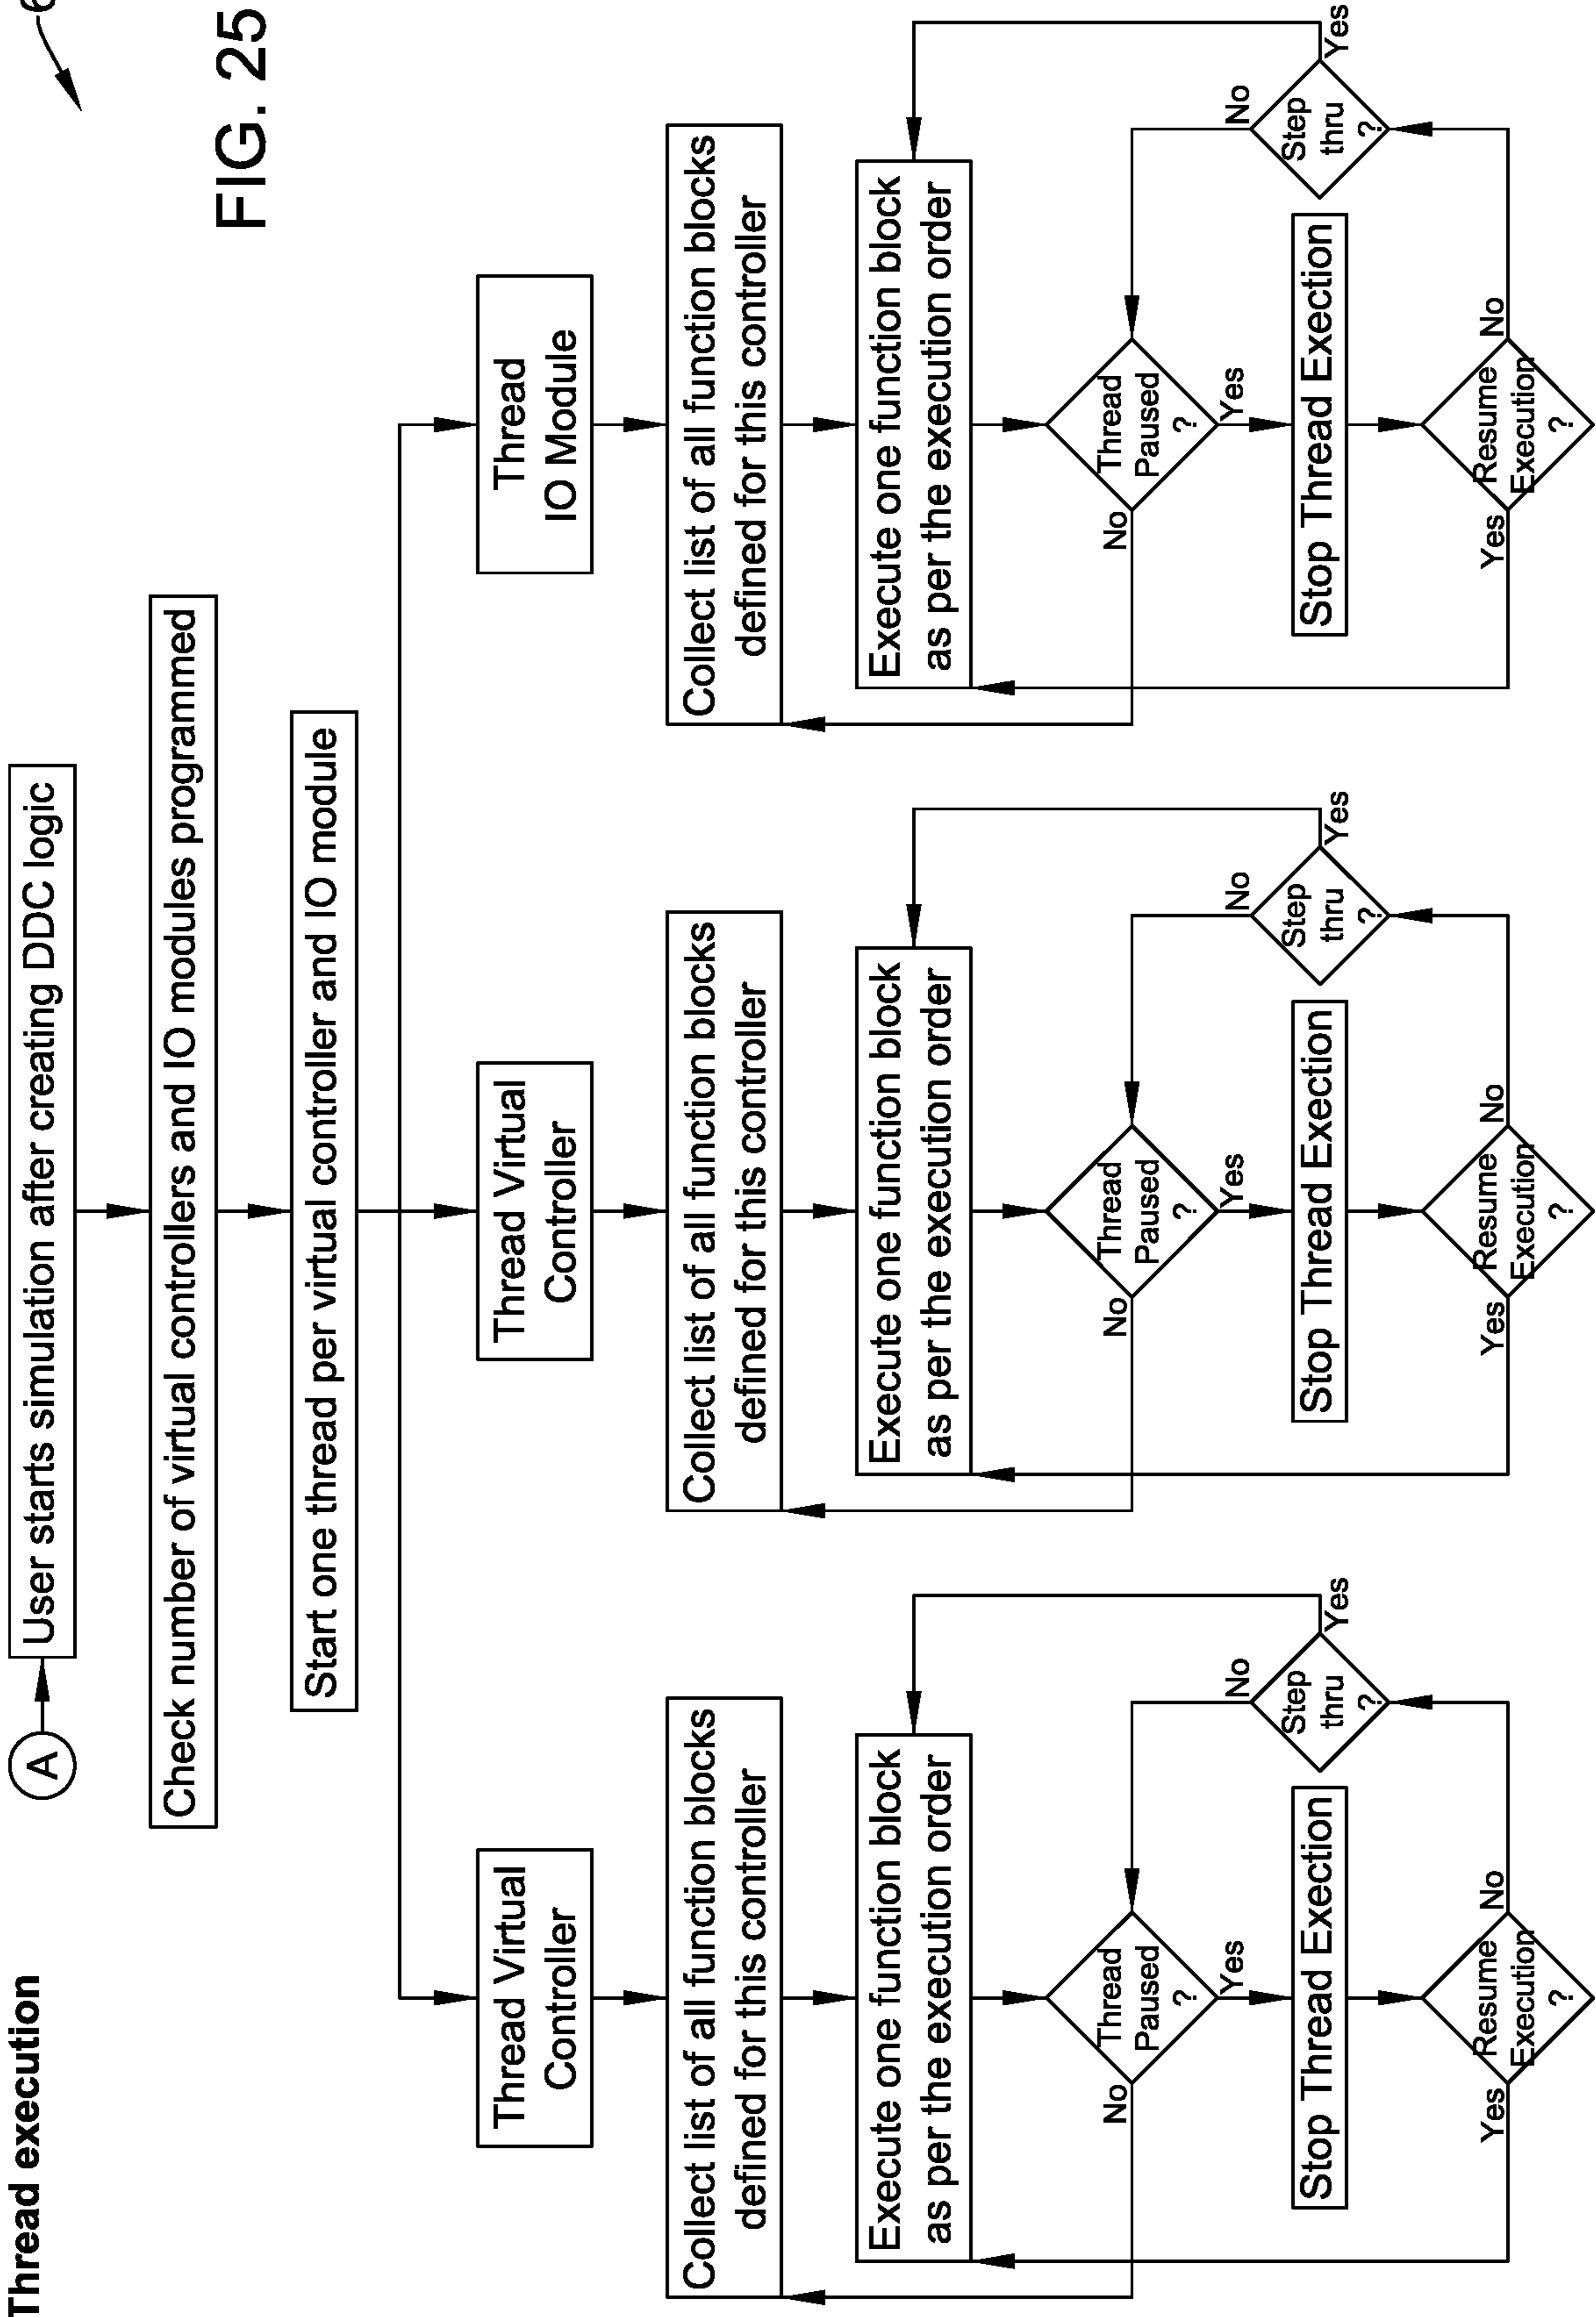 Thread execution
6
FIG. 25
A
User starts simulation after creating DDC logic
Check number of virtual controllers and IO modules programmed
Start one thread per virtual controller and IO module
Thread Virtual
Controller
Collect list of all function blocks
defined for this controller
Execute one function block
as per the execution order
Thread
Paused
?
No
Yes
Stop Thread Exection
Resume
Execution
?
Yes
No
Step
thru
?
No
Yes
Thread Virtual
Controller
Collect list of all function blocks
defined for this controller
Execute one function block
as per the execution order
Thread
Paused
?
No
Yes
Stop Thread Exection
Resume
Execution
?
Yes
No
Step
thru
?
No
Yes
Thread
IO Module
Collect list of all function blocks
defined for this controller
Execute one function block
as per the execution order
Thread
Paused
?
No
Yes
Stop Thread Exection
Resume
Execution
?
Yes
No
Step
thru
?
No
Yes